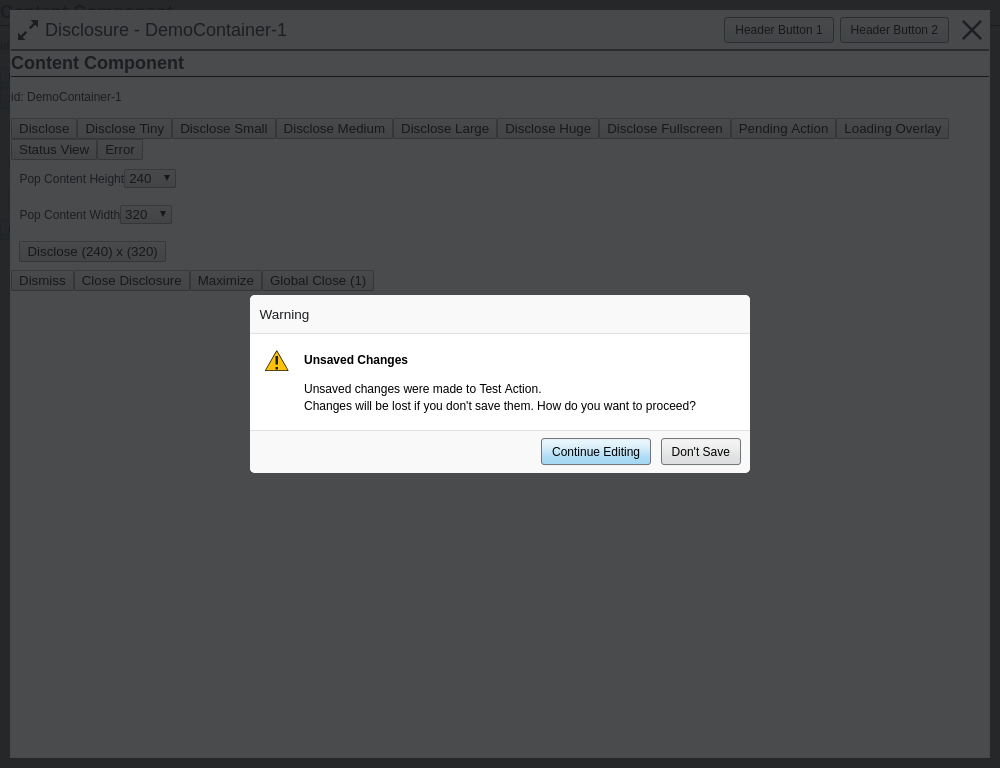 Content Component
Disclosure - DemoContainer-1
Header Button 1
Header Button 2
Content Component
id: DemoContainer-1
Disclose
Disclose Tiny
Disclose Small
Disclose Medium
Disclose Large
Disclose Huge
Disclose Fullscreen
Pending Action
Loading Overlay
Status View
Error
Pop Content Height 240
Pop Content Width 320
Disclose (240) x (320)
Dismiss
Close Disclosure
Maximize
Global Close (1)
Warning
Unsaved Changes
Unsaved changes were made to Test Action.
Changes will be lost if you don't save them. How do you want to proceed?
Continue Editing
Don't Save